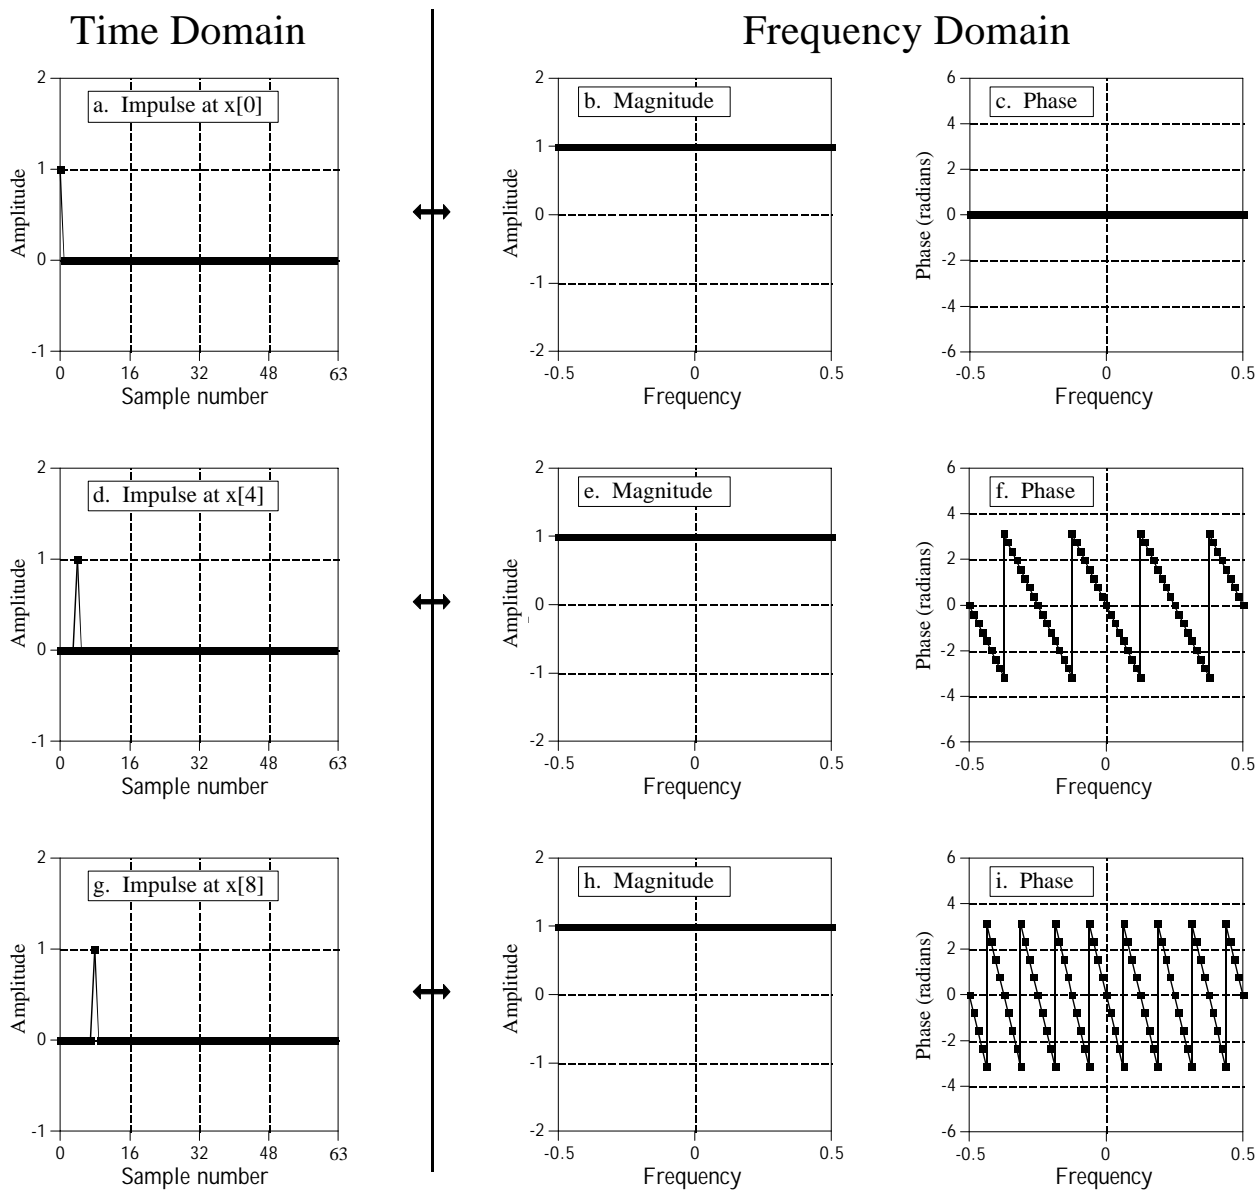 Time Domain
Frequency Domain
a. Impulse at x[0]
2
1
0
-1
0 16 32 48 63
Amplitude
Sample number
b. Magnitude
2
1
0
-1
-2
-0.5 0 0.5
Amplitude
Frequency
c. Phase
6
4
2
0
-2
-4
-6
-0.5 0 0.5
Phase (radians)
Frequency
d. Impulse at x[4]
2
1
0
-1
0 16 32 48 63
Amplitude
Sample number
e. Magnitude
2
1
0
-1
-2
-0.5 0 0.5
Amplitude
Frequency
f. Phase
6
4
2
0
-2
-4
-6
-0.5 0 0.5
Phase (radians)
Frequency
g. Impulse at x[8]
2
1
0
-1
0 16 32 48 63
Amplitude
Sample number
h. Magnitude
2
1
0
-1
-2
-0.5 0 0.5
Amplitude
Frequency
i. Phase
6
4
2
0
-2
-4
-6
-0.5 0 0.5
Phase (radians)
Frequency